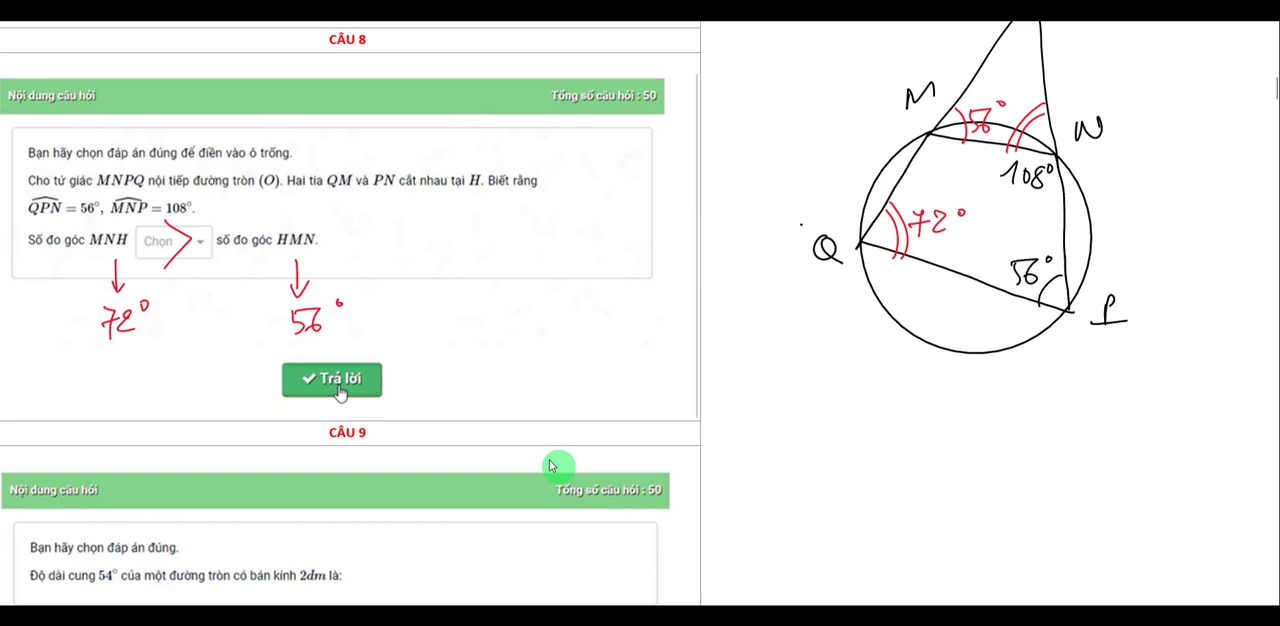 CÂU 8
Nội dung câu hỏi
Tổng số câu hỏi : 50
Bạn hãy chọn đáp án đúng để điền vào ô trống.
Cho tứ giác MNPQ nội tiếp đường tròn (O). Hai tia QM và PN cắt nhau tại H. Biết rằng
QPN = 56°, MNP = 108°.
Số đo góc MNH Chọn > số đo góc HMN.
72° 56°
✓ Trả lời
CÂU 9
Nội dung câu hỏi
Tổng số câu hỏi : 50
Bạn hãy chọn đáp án đúng.
Độ dài cung 54° của một đường tròn có bán kính 2dm là:
M
56°
N
108°
72°
Q
56°
P